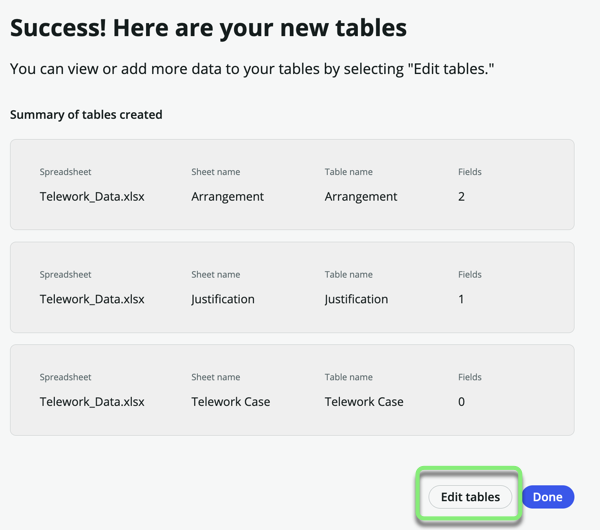 Success! Here are your new tables
You can view or add more data to your tables by selecting "Edit tables."
Summary of tables created
Spreadsheet Sheet name Table name Fields
Telework_Data.xlsx Arrangement Arrangement 2
Spreadsheet Sheet name Table name Fields
Telework_Data.xlsx Justification Justification 1
Spreadsheet Sheet name Table name Fields
Telework_Data.xlsx Telework Case Telework Case 0
Edit tables Done